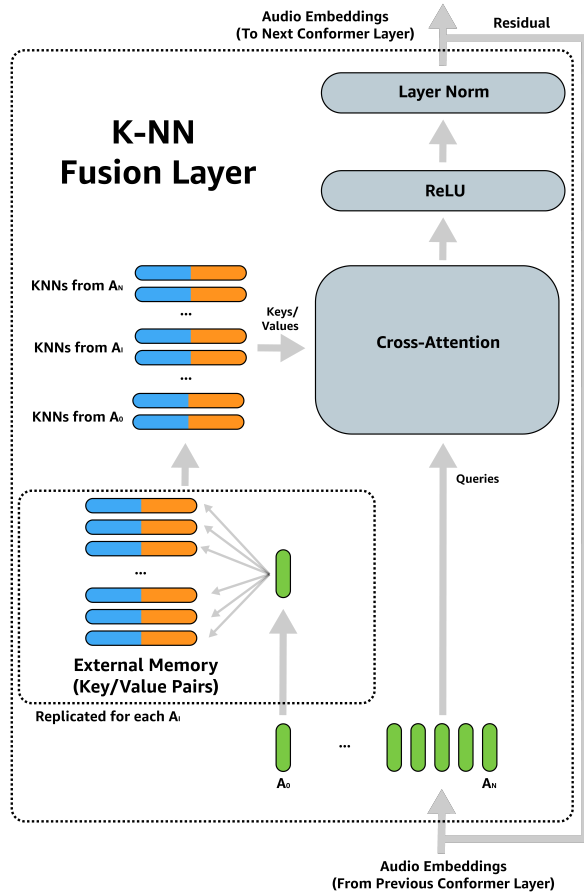 Audio Embeddings
(To Next Conformer Layer)
Residual
Layer Norm
K-NN
Fusion Layer
ReLU
KNNs from Aₙ
...
Keys/
Values
KNNs from Aᵢ
Cross-Attention
...
KNNs from A₀
Queries
...
External Memory
(Key/Value Pairs)
Replicated for each Aᵢ
...
A₀
Aₙ
Audio Embeddings
(From Previous Conformer Layer)